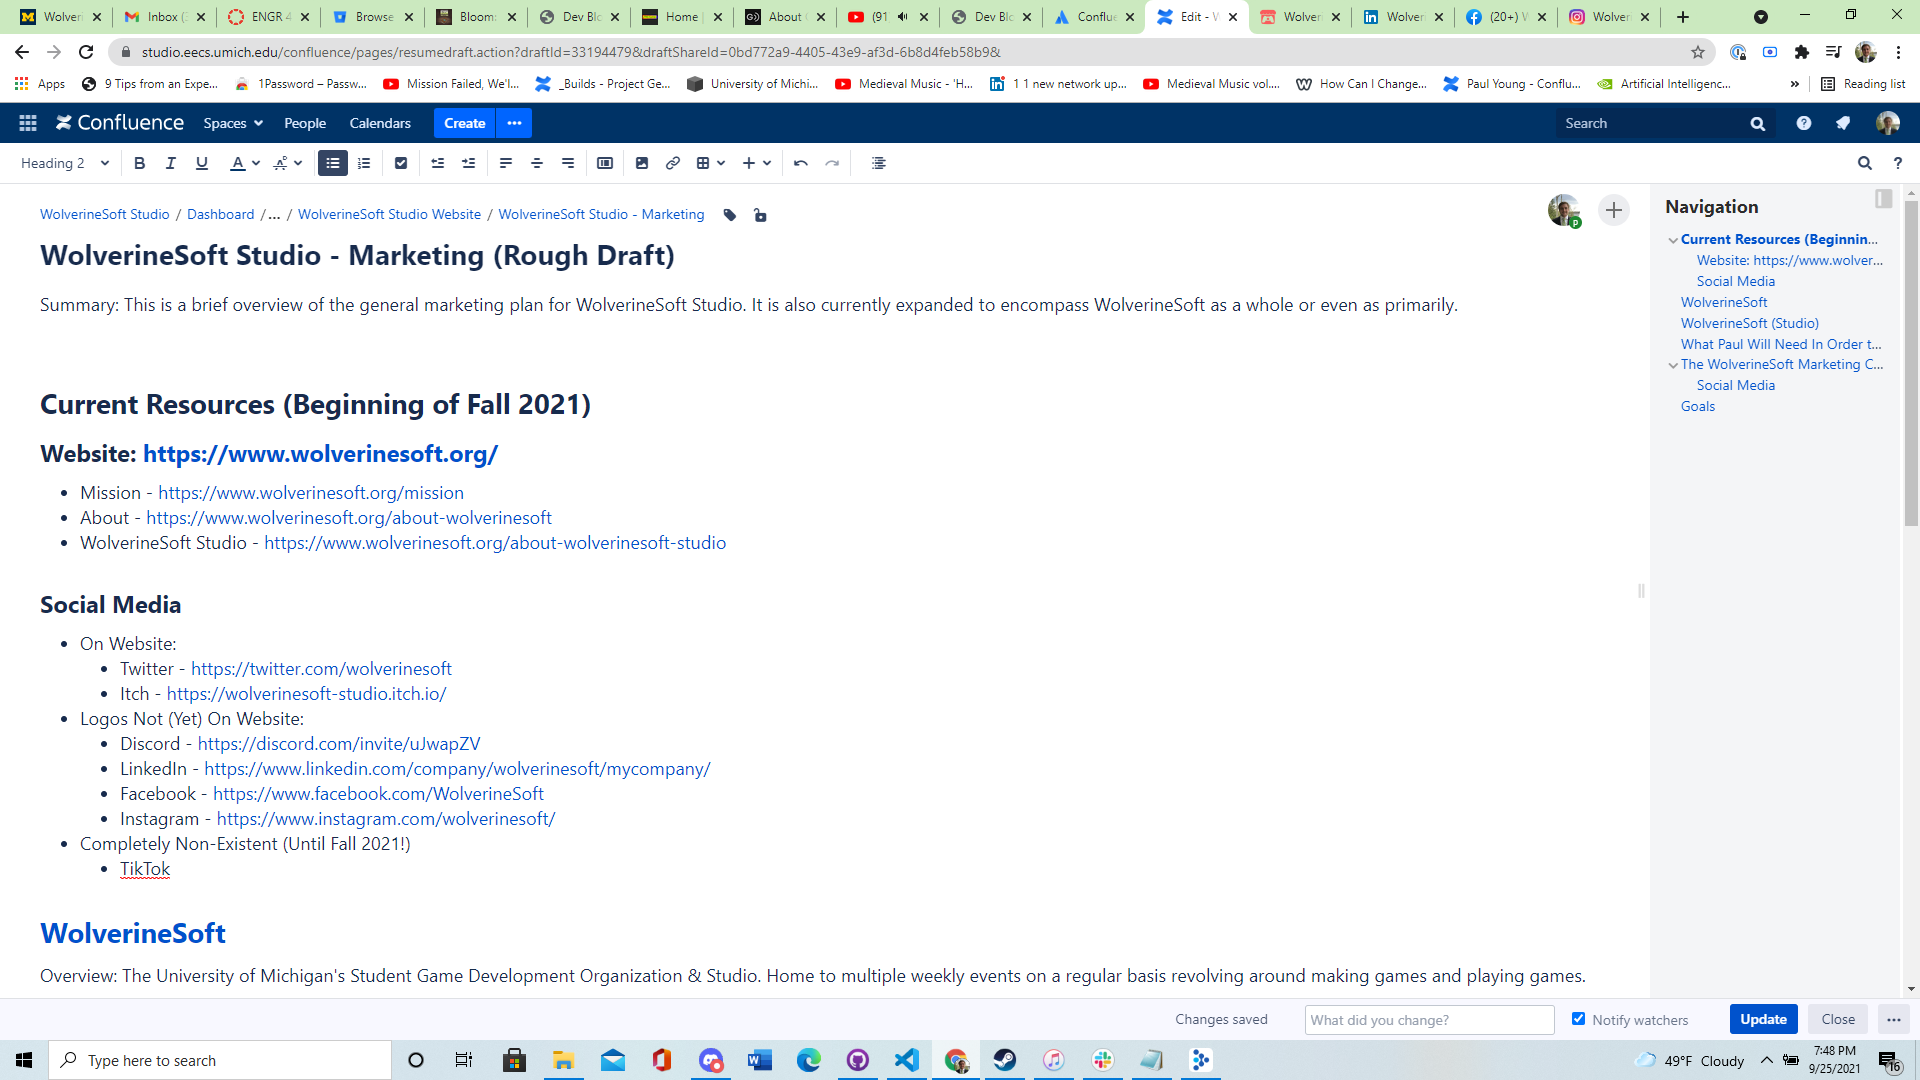 Wolveri
Inbox (3
ENGR 4
Browse
Bloom:
Dev Blo
Home |
About G
(91
Dev Blo
Conflue
Edit - W
Wolveri
Wolveri
(20+) W
Wolveri
studio.eecs.umich.edu/confluence/pages/resumedraft.action?draftId=33194479&draftShareId=0bd772a9-4405-43e9-af3d-6b8d4feb58b9&
Apps
9 Tips from an Expe...
1Password – Passw...
Mission Failed, We'l...
_Builds - Project Ge...
University of Michi...
Medieval Music - 'H...
1 1 new network up...
Medieval Music vol....
How Can I Change...
Paul Young - Conflu...
Artificial Intelligenc...
»
Reading list
Confluence Spaces People Calendars Create ••• Search
Heading 2 B I U A
WolverineSoft Studio / Dashboard / ... / WolverineSoft Studio Website / WolverineSoft Studio - Marketing
WolverineSoft Studio - Marketing (Rough Draft)
Summary: This is a brief overview of the general marketing plan for WolverineSoft Studio. It is also currently expanded to encompass WolverineSoft as a whole or even as primarily.
Current Resources (Beginning of Fall 2021)
Website: https://www.wolverinesoft.org/
• Mission - https://www.wolverinesoft.org/mission
• About - https://www.wolverinesoft.org/about-wolverinesoft
• WolverineSoft Studio - https://www.wolverinesoft.org/about-wolverinesoft-studio
Social Media
• On Website:
• Twitter - https://twitter.com/wolverinesoft
• Itch - https://wolverinesoft-studio.itch.io/
• Logos Not (Yet) On Website:
• Discord - https://discord.com/invite/uJwapZV
• LinkedIn - https://www.linkedin.com/company/wolverinesoft/mycompany/
• Facebook - https://www.facebook.com/WolverineSoft
• Instagram - https://www.instagram.com/wolverinesoft/
• Completely Non-Existent (Until Fall 2021!)
• TikTok
WolverineSoft
Overview: The University of Michigan's Student Game Development Organization & Studio. Home to multiple weekly events on a regular basis revolving around making games and playing games.
Navigation
Current Resources (Beginnin...
Website: https://www.wolver...
Social Media
WolverineSoft
WolverineSoft (Studio)
What Paul Will Need In Order t...
The WolverineSoft Marketing C...
Social Media
Goals
Changes saved
What did you change?
Notify watchers
Update
Close
•••
Type here to search
49°F Cloudy
7:48 PM
9/25/2021
16